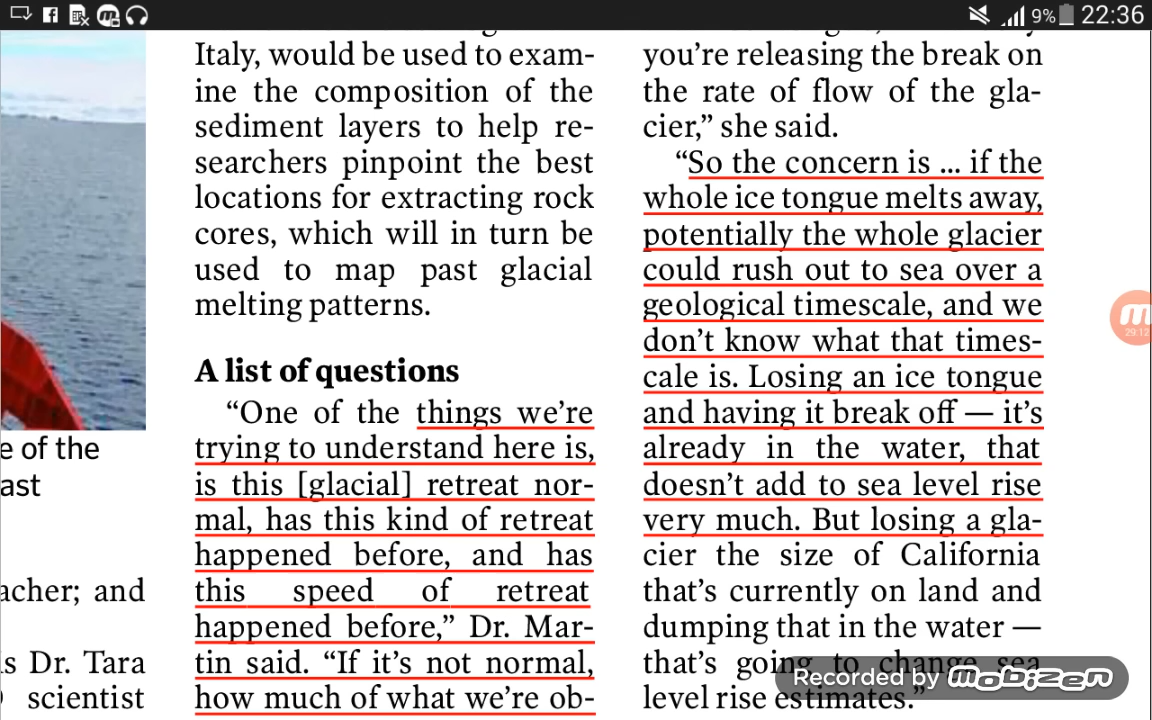 9% 22:36
e of the
ast
acher; and
is Dr. Tara
scientist
Italy, would be used to exam-
ine the composition of the
sediment layers to help re-
searchers pinpoint the best
locations for extracting rock
cores, which will in turn be
used to map past glacial
melting patterns.
A list of questions
“One of the things we’re
trying to understand here is,
is this [glacial] retreat nor-
mal, has this kind of retreat
happened before, and has
this speed of retreat
happened before,” Dr. Mar-
tin said. “If it’s not normal,
how much of what we’re ob-
you’re releasing the break on
the rate of flow of the gla-
cier,” she said.
“So the concern is ... if the
whole ice tongue melts away,
potentially the whole glacier
could rush out to sea over a
geological timescale, and we
don’t know what that times-
cale is. Losing an ice tongue
and having it break off — it’s
already in the water, that
doesn’t add to sea level rise
very much. But losing a gla-
cier the size of California
that’s currently on land and
dumping that in the water —
that’s going to change sea
level rise estimates.”
29:12
Recorded by mobizen